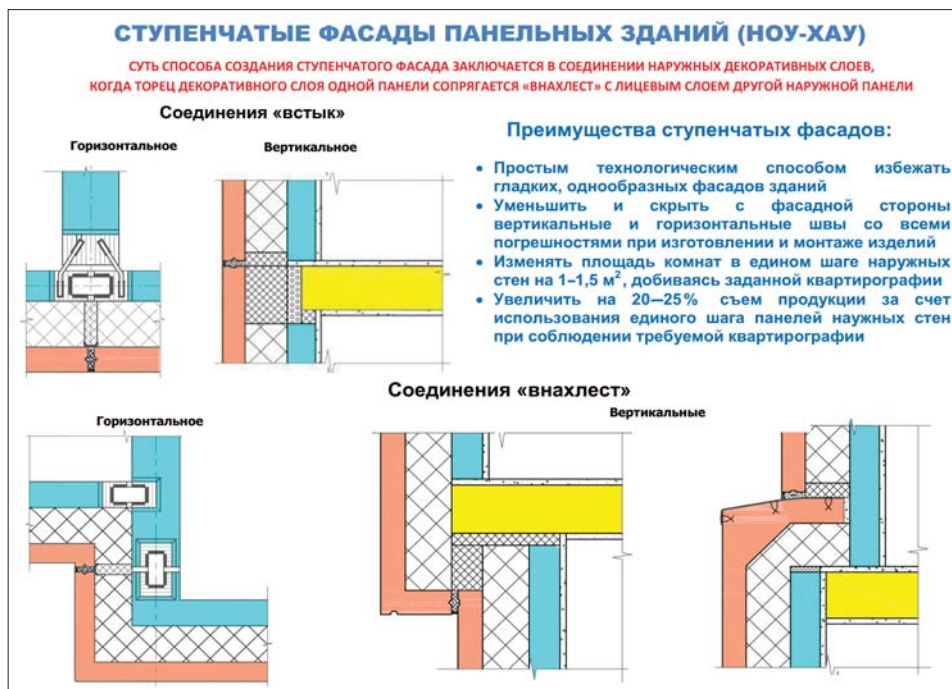 СТУПЕНЧАТЫЕ ФАСАДЫ ПАНЕЛЬНЫХ ЗДАНИЙ (НОУ-ХАУ)
СУТЬ СПОСОБА СОЗДАНИЯ СТУПЕНЧАТОГО ФАСАДА ЗАКЛЮЧАЕТСЯ В СОЕДИНЕНИИ НАРУЖНЫХ ДЕКОРАТИВНЫХ СЛОЕВ,
КОГДА ТОРЕЦ ДЕКОРАТИВНОГО СЛОЯ ОДНОЙ ПАНЕЛИ СОПРЯГАЕТСЯ «ВНАХЛЕСТ» С ЛИЦЕВЫМ СЛОЕМ ДРУГОЙ НАРУЖНОЙ ПАНЕЛИ
Соединения «встык»
Горизонтальное
Вертикальное
Преимущества ступенчатых фасадов:
• Простым технологическим способом избежать
гладких, однообразных фасадов зданий
• Уменьшить и скрыть с фасадной стороны
вертикальные и горизонтальные швы со всеми
погрешностями при изготовлении и монтаже изделий
• Изменять площадь комнат в едином шаге наружных
стен на 1–1,5 м², добиваясь заданной квартирографии
• Увеличить на 20—25% съем продукции за счет
использования единого шага панелей наужных стен
при соблюдении требуемой квартирографии
Соединения «внахлест»
Горизонтальное
Вертикальные